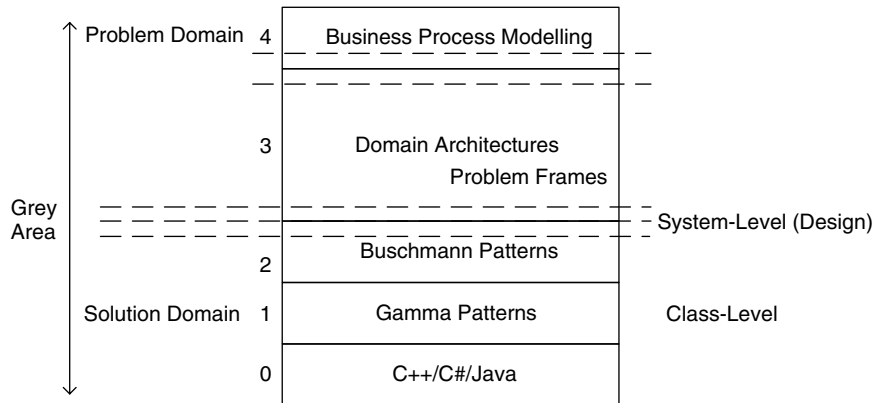 Problem Domain 4 Business Process Modelling
3 Domain Architectures
Problem Frames
Grey
Area
System-Level (Design)
2 Buschmann Patterns
Solution Domain 1 Gamma Patterns Class-Level
0 C++/C#/Java